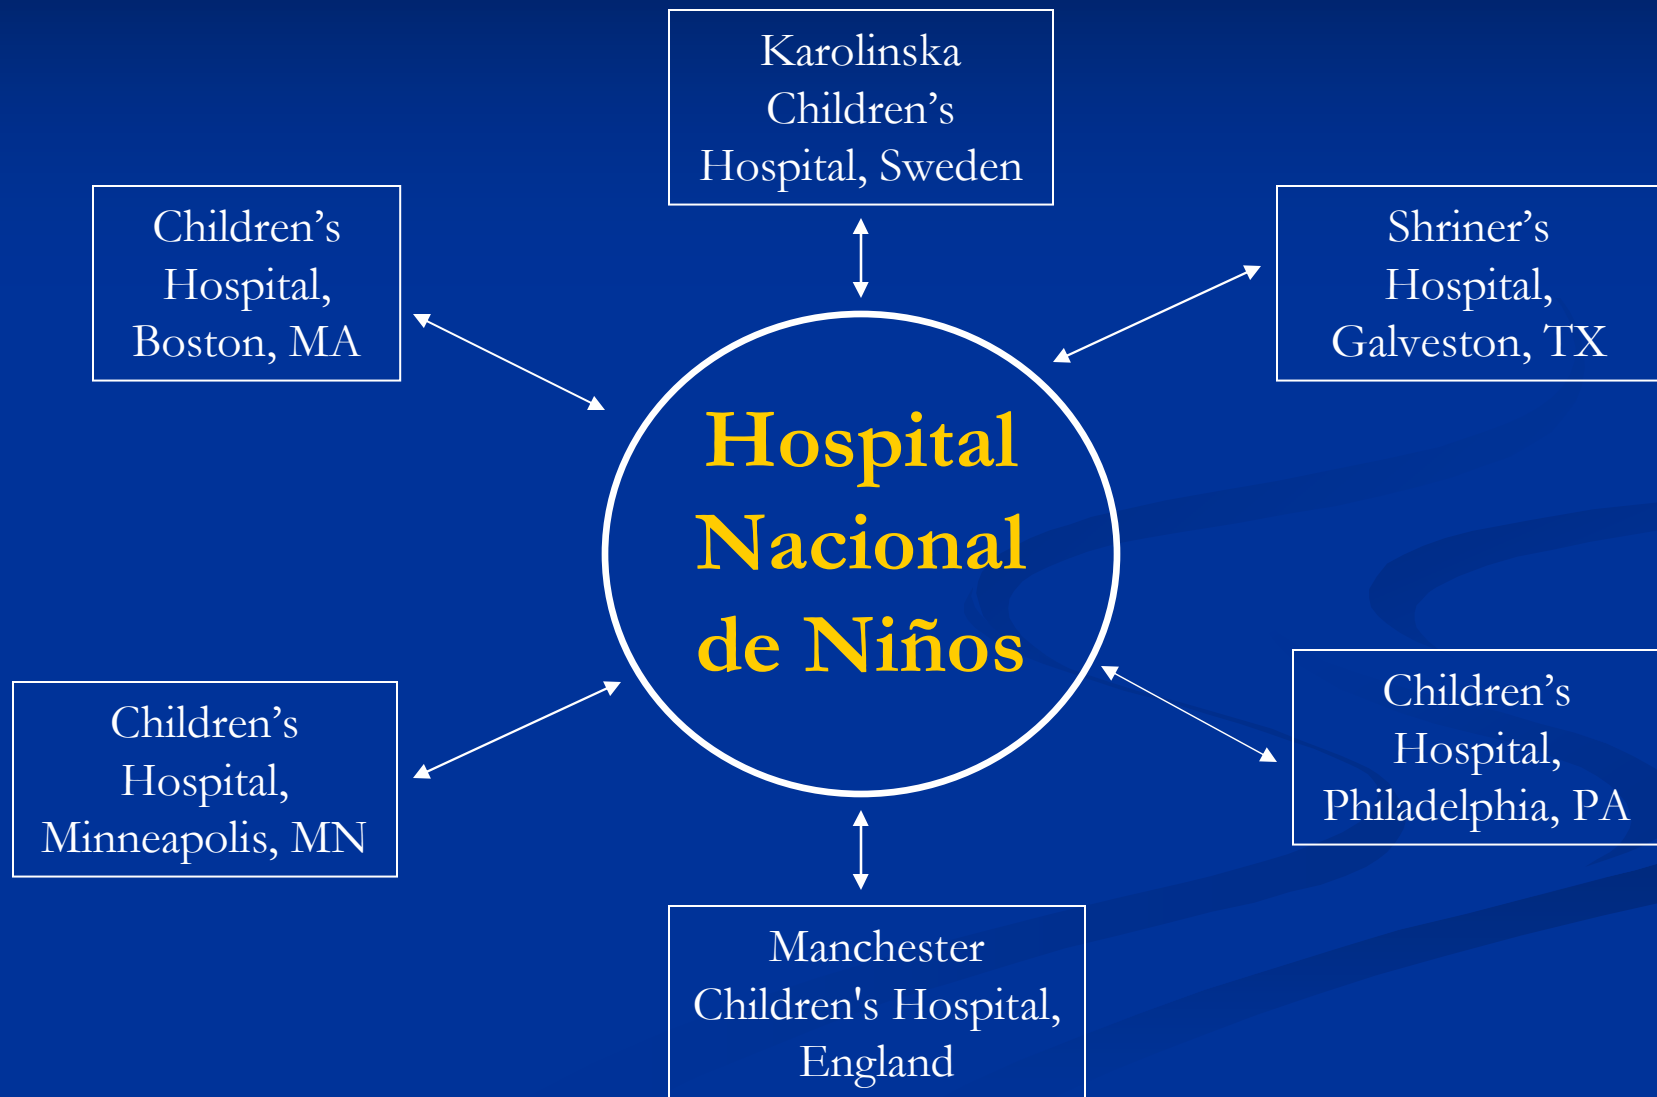 Karolinska
Children’s
Hospital, Sweden
Children’s
Hospital,
Boston, MA
Shriner’s
Hospital,
Galveston, TX
Hospital
Nacional
de Niños
Children’s
Hospital,
Minneapolis, MN
Children’s
Hospital,
Philadelphia, PA
Manchester
Children's Hospital,
England